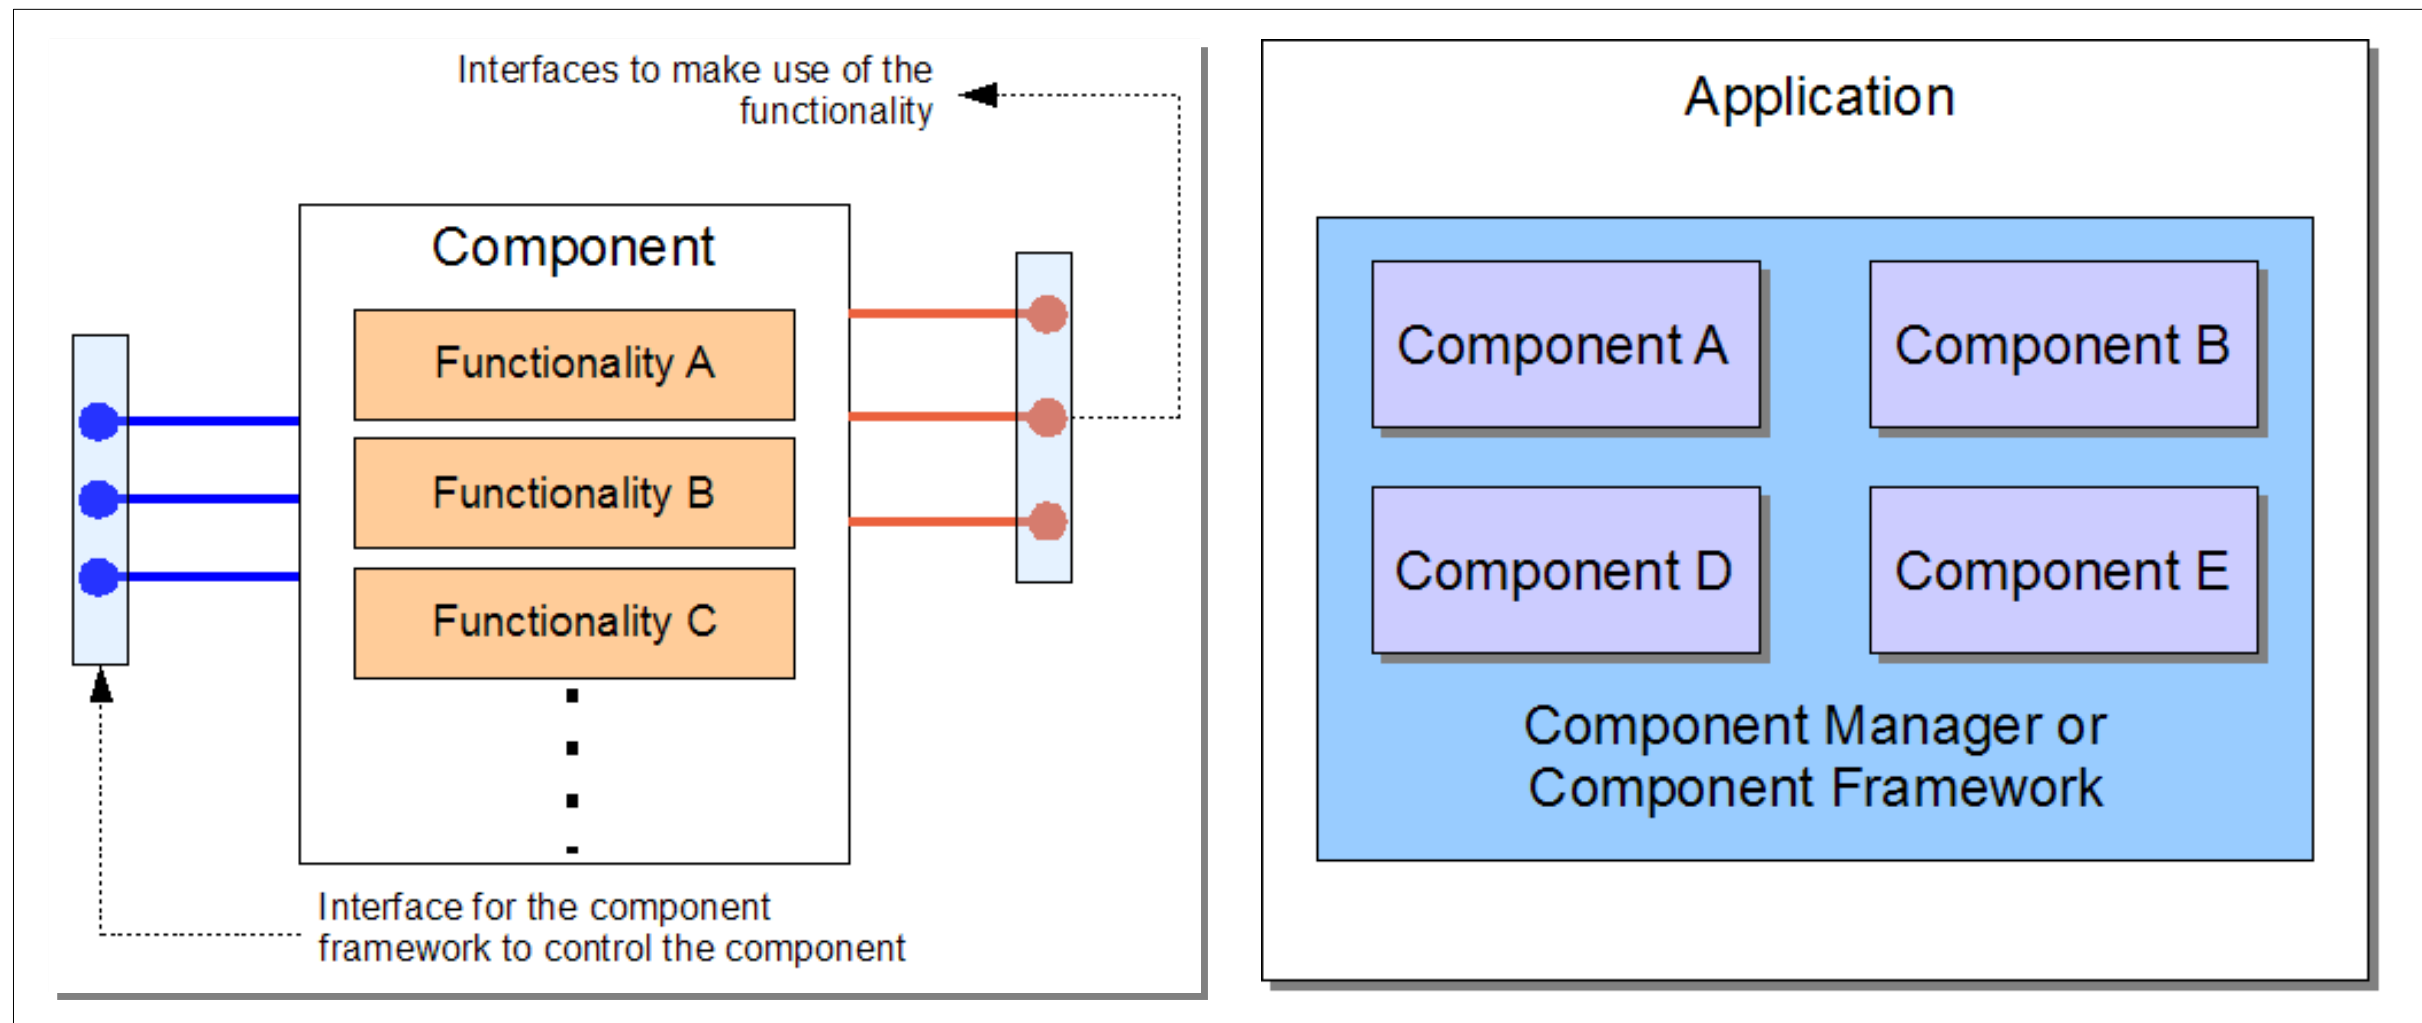 Interfaces to make use of the
functionality
Component
Functionality A
Functionality B
Functionality C
Interface for the component
framework to control the component
Application
Component A
Component B
Component D
Component E
Component Manager or
Component Framework